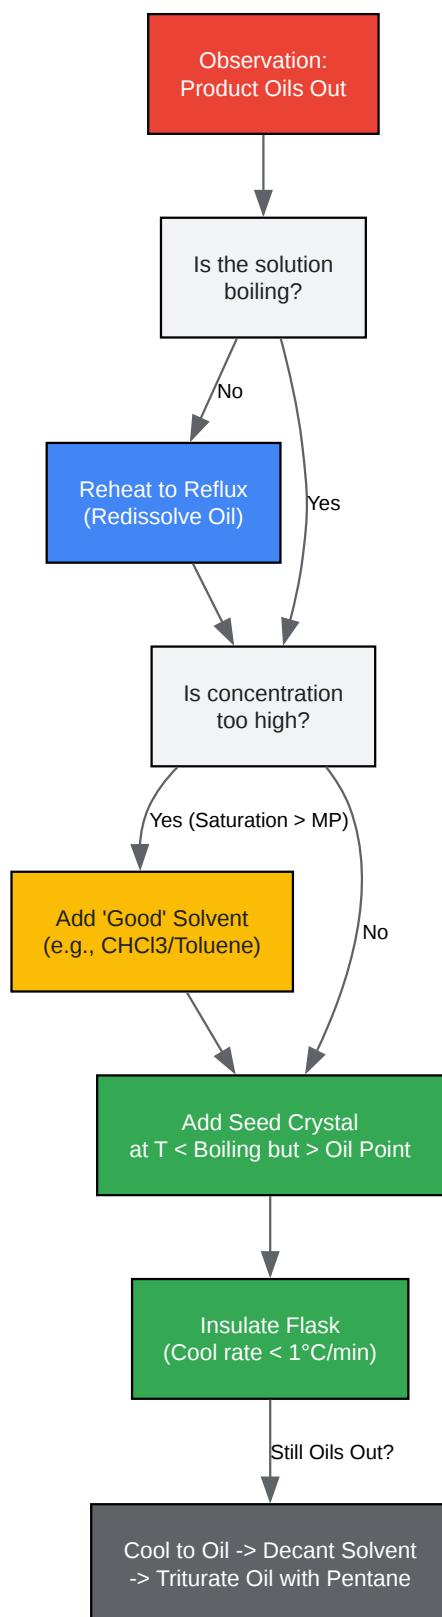 Observation:
Product Oils Out
Is the solution
boiling?
No
Reheat to Reflux
(Redissolve Oil)
Yes
Is concentration
too high?
Yes (Saturation > MP)
Add 'Good' Solvent
(e.g., CHCl3/Toluene)
No
Add Seed Crystal
at T < Boiling but > Oil Point
Insulate Flask
(Cool rate < 1°C/min)
Still Oils Out?
Cool to Oil -> Decant Solvent
-> Triturate Oil with Pentane